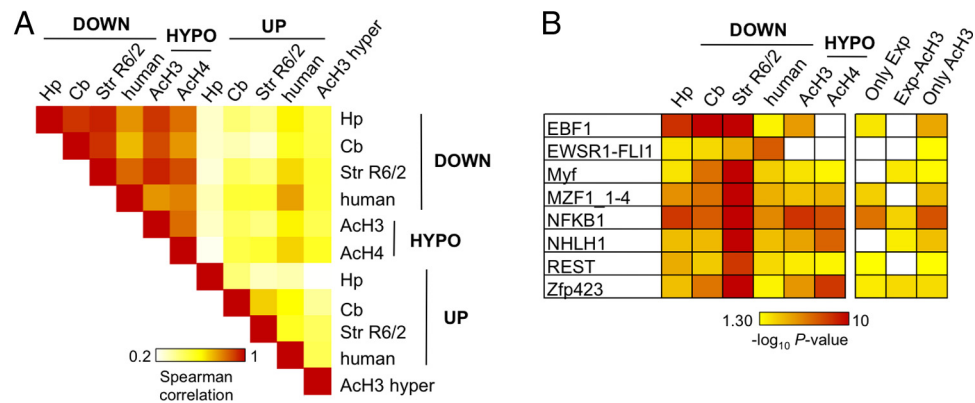 A
DOWN
HYPO
UP
Hp
Cb
Str R6/2
human
AcH3
AcH4
Hp
Cb
Str R6/2
human
AcH3 hyper
Hp
Cb
Str R6/2
human
DOWN
AcH3
AcH4
HYPO
Hp
Cb
Str R6/2
human
UP
AcH3 hyper
0.2 1
Spearman
correlation
B
DOWN
HYPO
Hp
Cb
Str R6/2
human
AcH3
AcH4
Only Exp
Exp-AcH3
Only AcH3
EBF1
EWSR1-FLI1
Myf
MZF1_1-4
NFKB1
NHLH1
REST
Zfp423
1.30 10
-log10 P-value